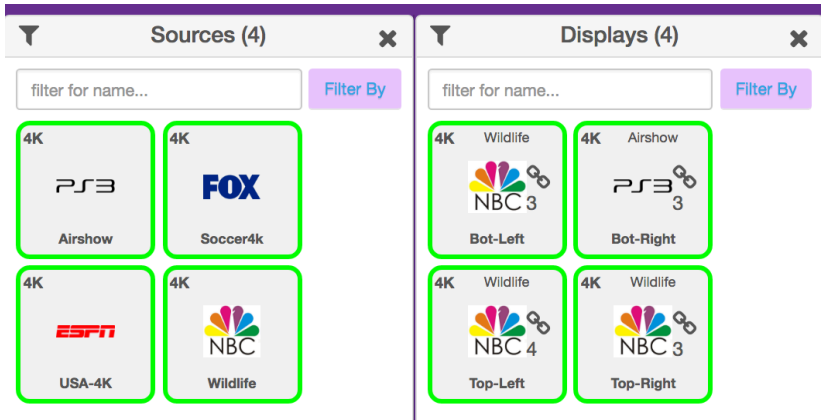 Sources (4)
filter for name...
Filter By
4K
PS3
Airshow
4K
FOX
Soccer4k
4K
ESPN
USA-4K
4K
NBC
Wildlife
Displays (4)
filter for name...
Filter By
4K Wildlife
NBC 3
Bot-Left
4K Airshow
PS3
3
Bot-Right
4K Wildlife
NBC 4
Top-Left
4K Wildlife
NBC 3
Top-Right